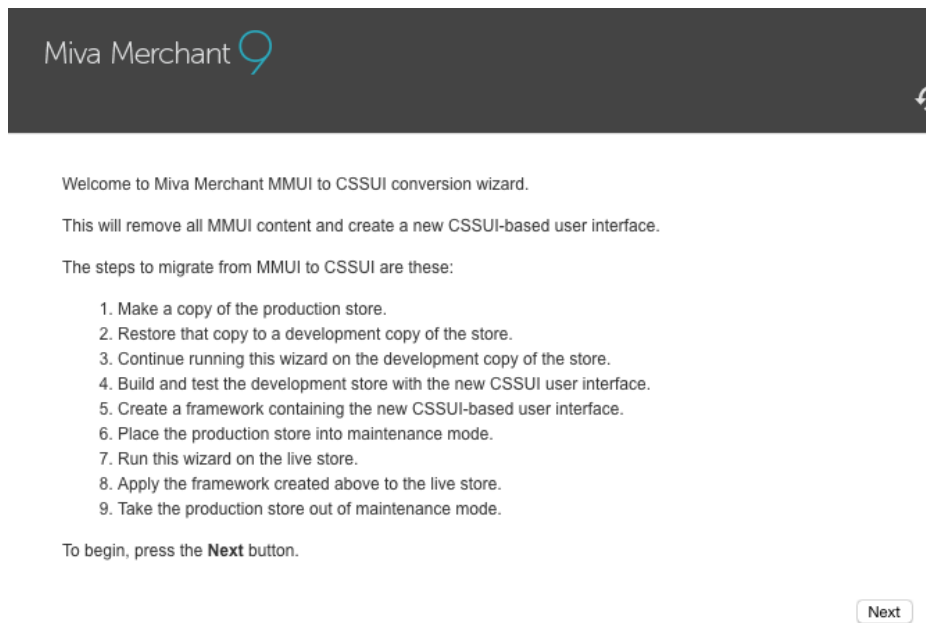 Miva Merchant 9
Welcome to Miva Merchant MMUI to CSSUI conversion wizard.
This will remove all MMUI content and create a new CSSUI-based user interface.
The steps to migrate from MMUI to CSSUI are these:
1. Make a copy of the production store.
2. Restore that copy to a development copy of the store.
3. Continue running this wizard on the development copy of the store.
4. Build and test the development store with the new CSSUI user interface.
5. Create a framework containing the new CSSUI-based user interface.
6. Place the production store into maintenance mode.
7. Run this wizard on the live store.
8. Apply the framework created above to the live store.
9. Take the production store out of maintenance mode.
To begin, press the Next button.
Next